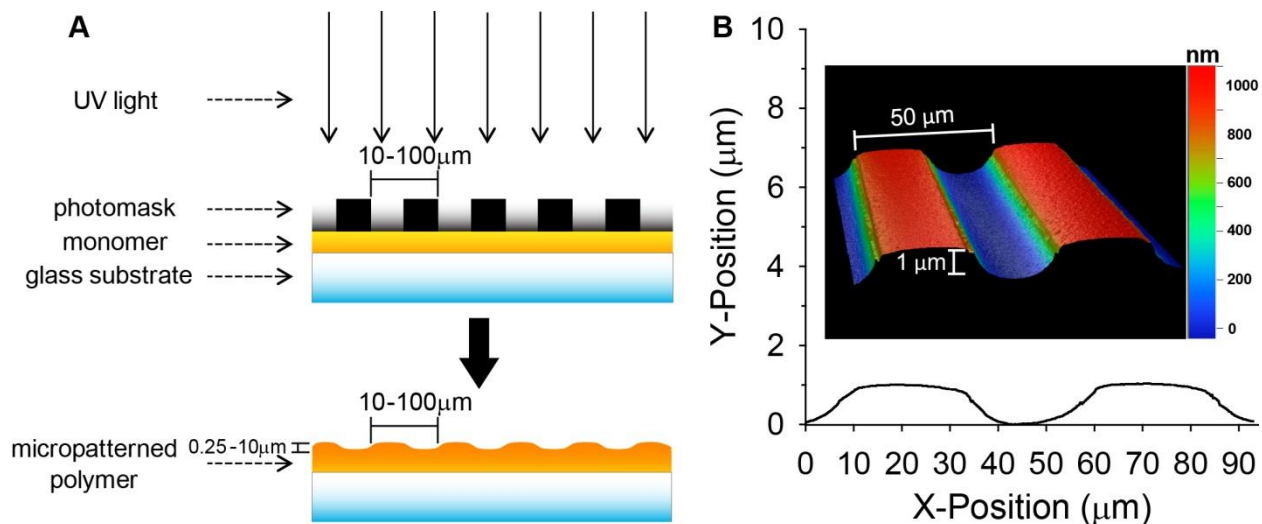 A
UV light
10-100μm
photomask
monomer
glass substrate
10-100μm
0.25-10μm
micropatterned
polymer
B
10
8
6
4
2
0
Y-Position (μm)
nm
1000
800
600
400
200
0
50 μm
1 μm
0 10 20 30 40 50 60 70 80 90
X-Position (μm)